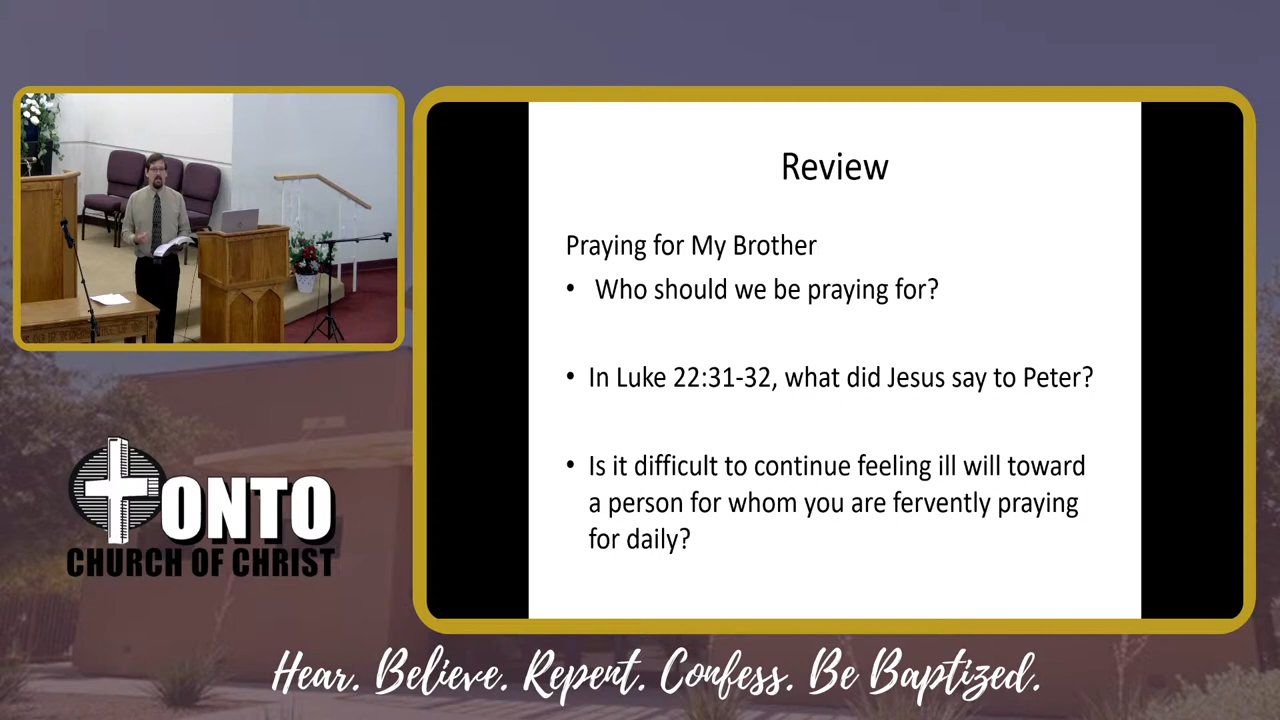 Review
Praying for My Brother
• Who should we be praying for?
• In Luke 22:31-32, what did Jesus say to Peter?
• Is it difficult to continue feeling ill will toward
a person for whom you are fervently praying
for daily?
TONTO
CHURCH OF CHRIST
Hear. Believe. Repent. Confess. Be Baptized.